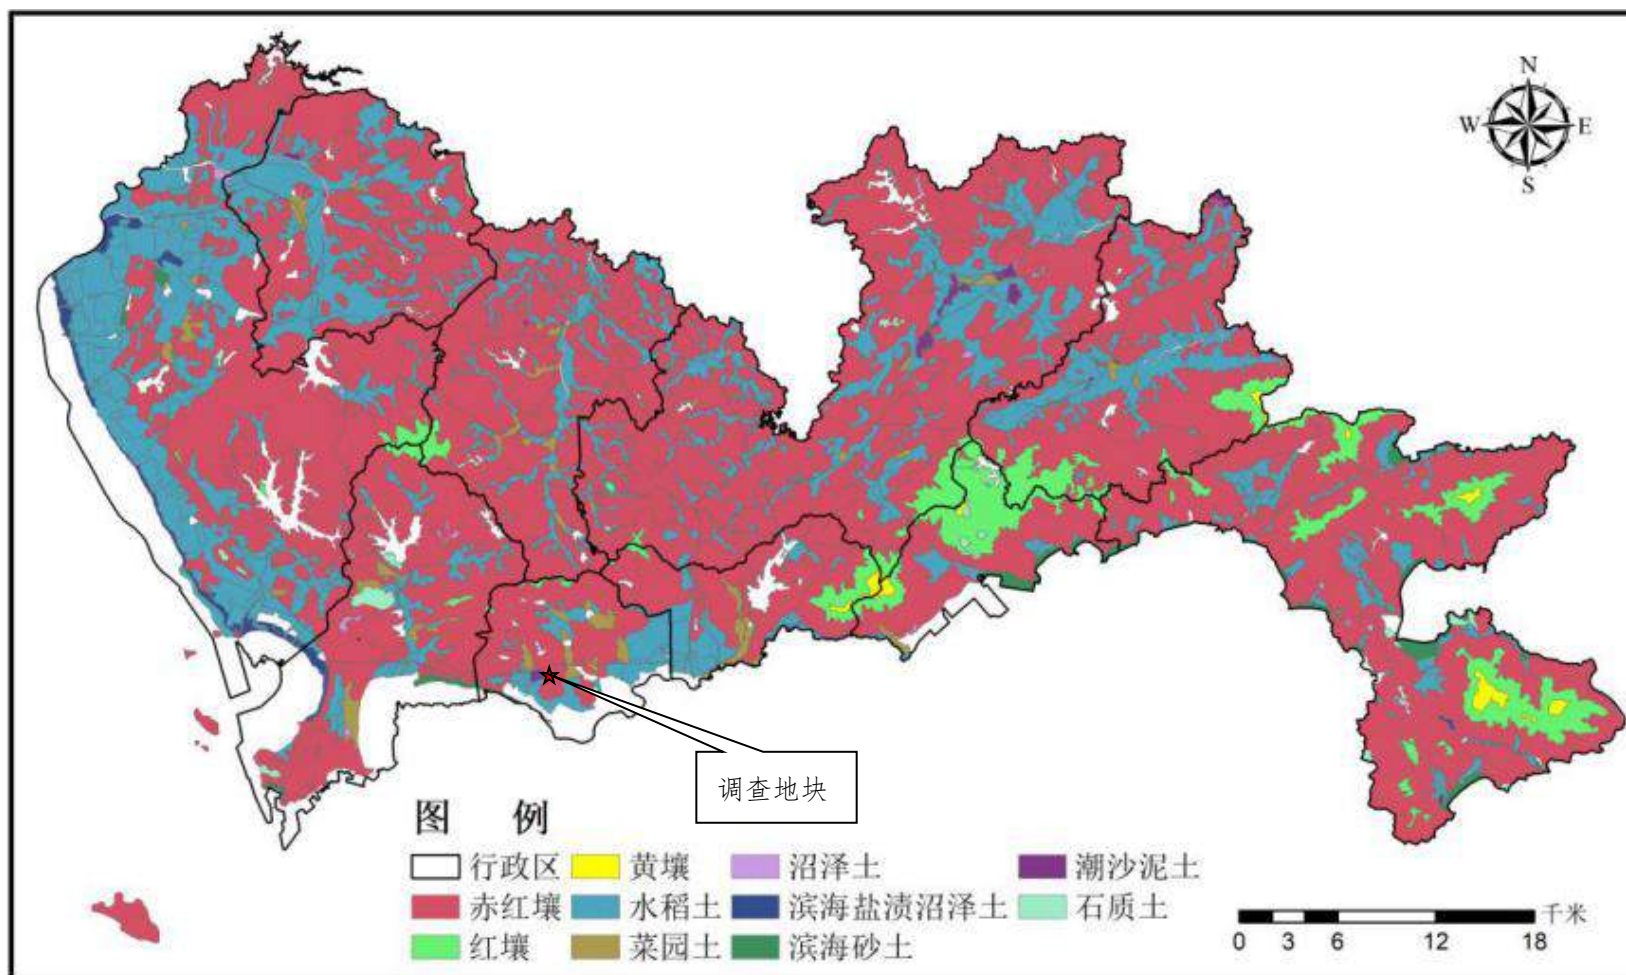 N
W E
S
调查地块
图 例
行政区 黄壤 沼泽土 潮沙泥土
赤红壤 水稻土 滨海盐渍沼泽土 石质土
红壤 菜园土 滨海砂土
千米
0 3 6 12 18